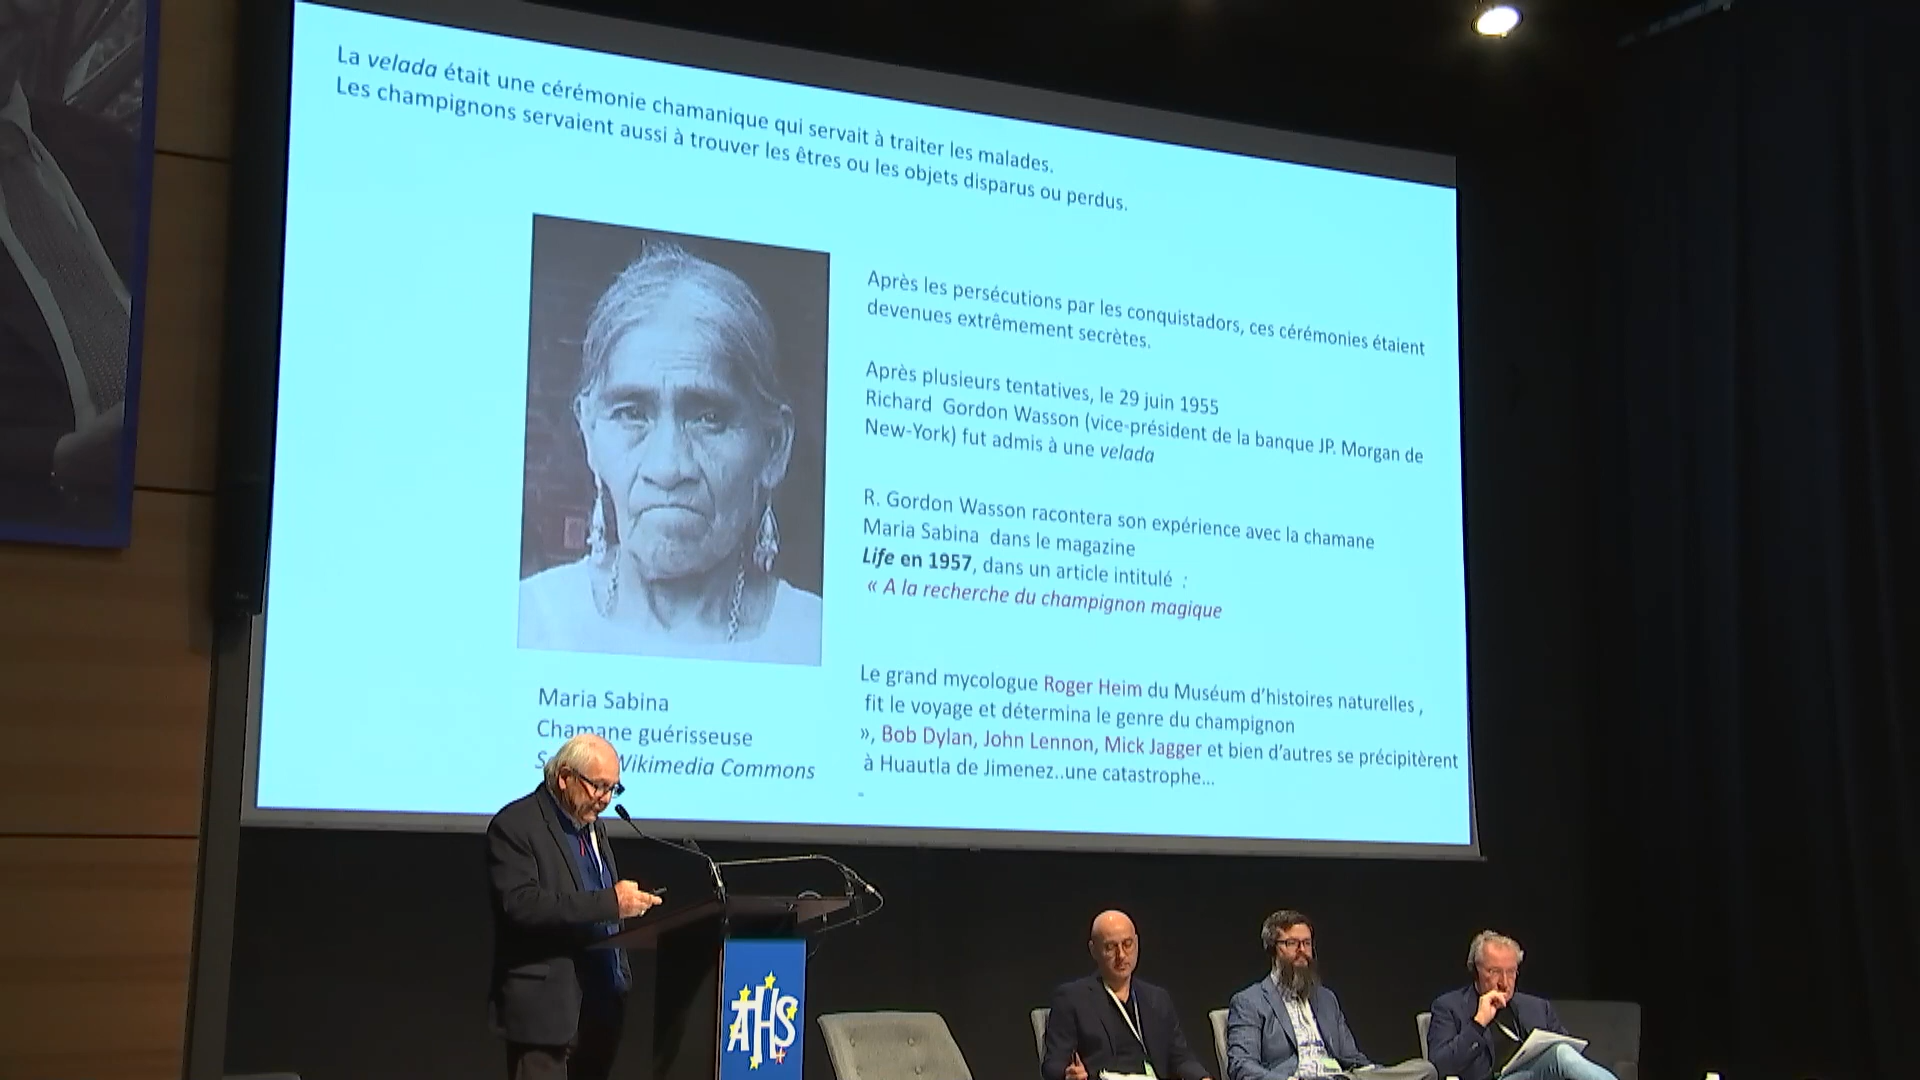 La velada était une cérémonie chamanique qui servait à traiter les malades.
Les champignons servaient aussi à trouver les êtres ou les objets disparus ou perdus.
Après les persécutions par les conquistadors, ces cérémonies étaient
devenues extrêmement secrètes.
Après plusieurs tentatives, le 29 juin 1955
Richard Gordon Wasson (vice-président de la banque JP. Morgan de
New-York) fut admis à une velada
R. Gordon Wasson racontera son expérience avec la chamane
Maria Sabina dans le magazine
Life en 1957, dans un article intitulé :
« A la recherche du champignon magique
Le grand mycologue Roger Heim du Muséum d'histoires naturelles ,
fit le voyage et détermina le genre du champignon
», Bob Dylan, John Lennon, Mick Jagger et bien d'autres se précipitèrent
à Huautla de Jimenez..une catastrophe...
-
Maria Sabina
Chamane guérisseuse
Wikimedia Commons
AHS